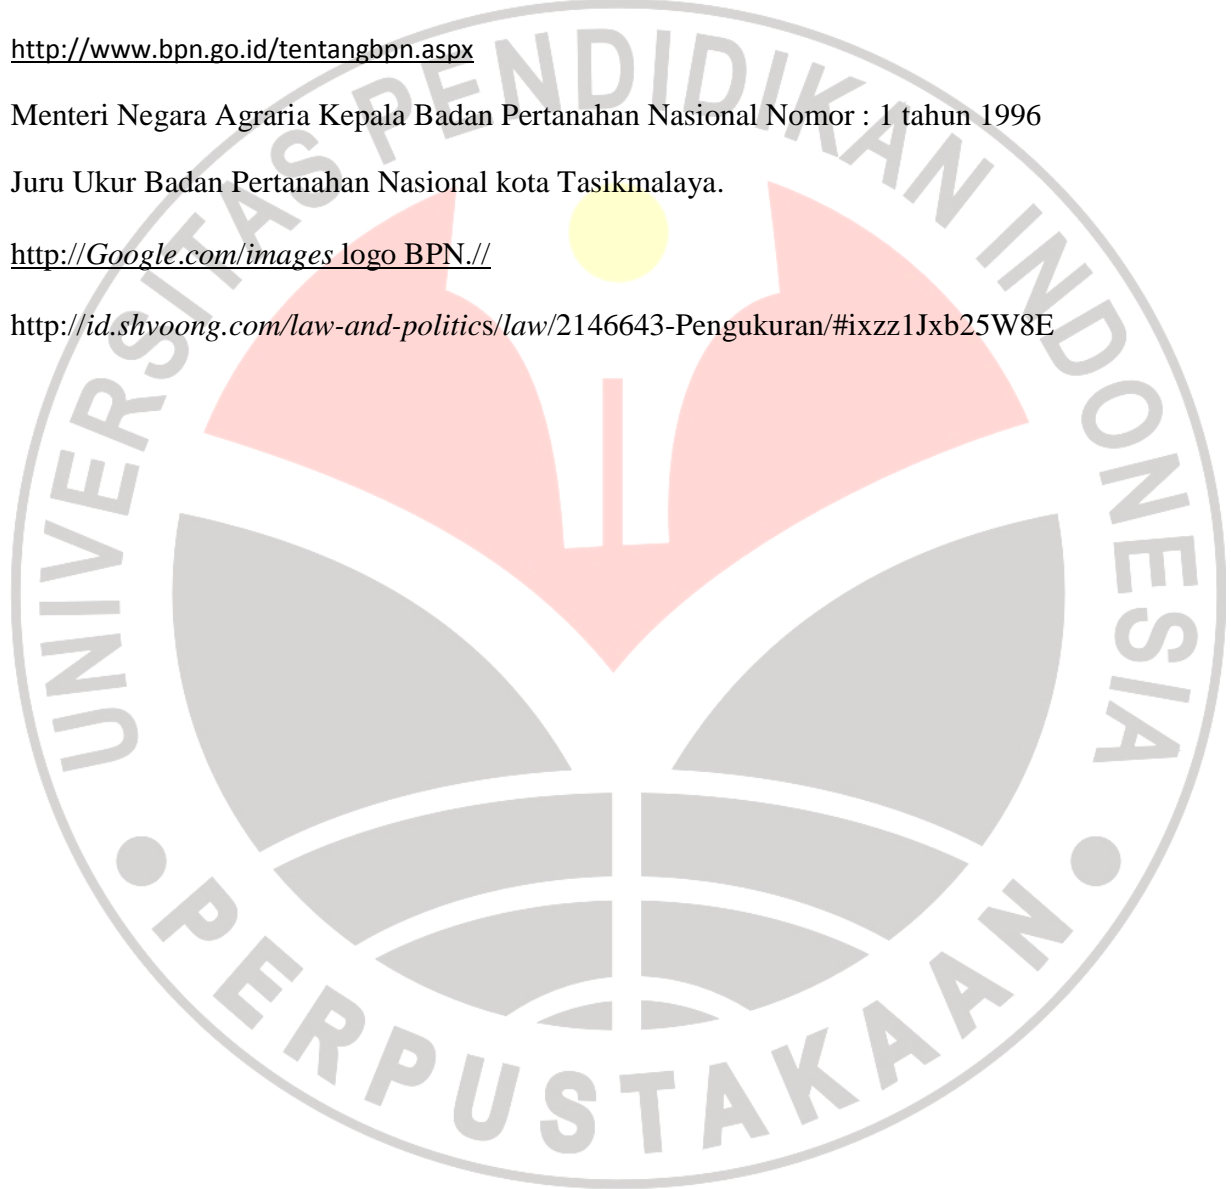 http://www.bpn.go.id/tentangbpn.aspx
Menteri Negara Agraria Kepala Badan Pertanahan Nasional Nomor : 1 tahun 1996
Juru Ukur Badan Pertanahan Nasional kota Tasikmalaya.
http://Google.com/images logo BPN.//
http://id.shvoong.com/law-and-politics/law/2146643-Pengukuran/#ixzz1Jxb25W8E
UNIVERSITAS PENDIDIKAN INDONESIA
PERPUSTAKAAN